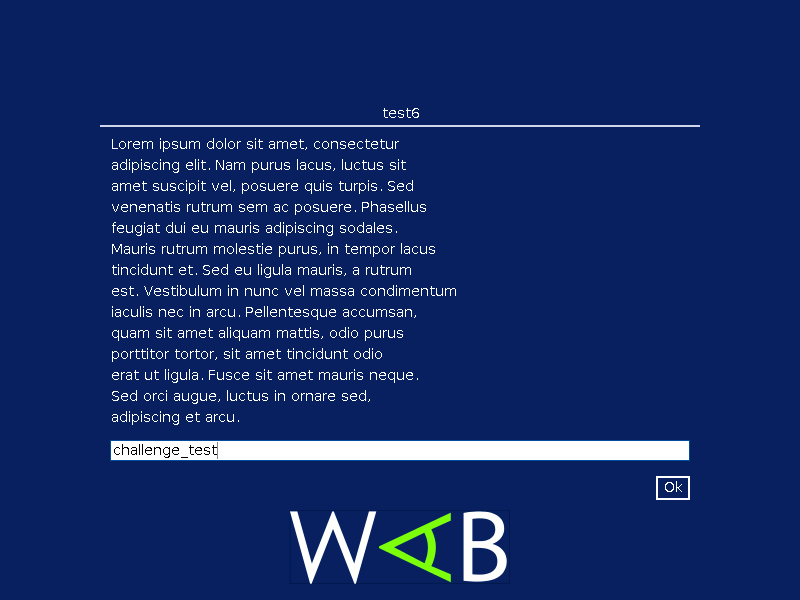 test6
Lorem ipsum dolor sit amet, consectetur
adipiscing elit. Nam purus lacus, luctus sit
amet suscipit vel, posuere quis turpis. Sed
venenatis rutrum sem ac posuere. Phasellus
feugiat dui eu mauris adipiscing sodales.
Mauris rutrum molestie purus, in tempor lacus
tincidunt et. Sed eu ligula mauris, a rutrum
est. Vestibulum in nunc vel massa condimentum
iaculis nec in arcu. Pellentesque accumsan,
quam sit amet aliquam mattis, odio purus
porttitor tortor, sit amet tincidunt odio
erat ut ligula. Fusce sit amet mauris neque.
Sed orci augue, luctus in ornare sed,
adipiscing et arcu.
challenge_test
Ok
WAB